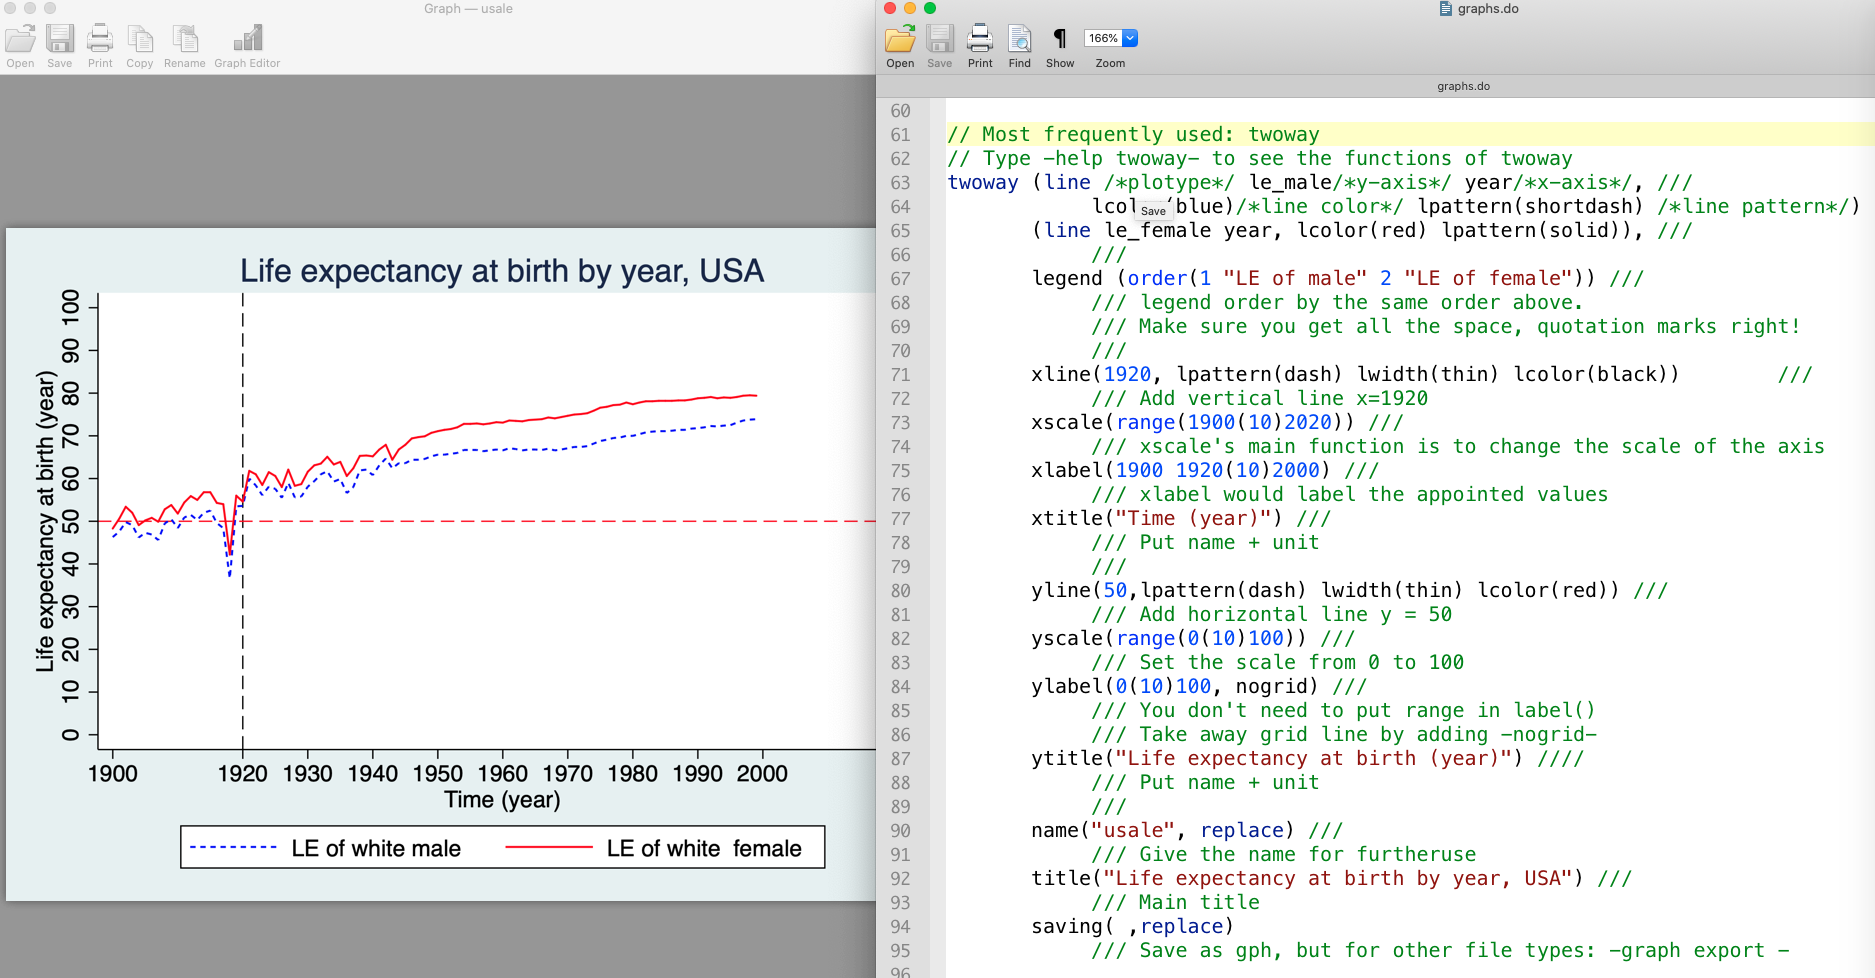 Graph — usale
Open Save Print Copy Rename Graph Editor
Life expectancy at birth by year, USA
Life expectancy at birth (year)
100
90
80
70
60
50
40
30
20
10
0
1900 1920 1930 1940 1950 1960 1970 1980 1990 2000
Time (year)
LE of white male LE of white  female
graphs.do
166%
Open Save Print Find Show Zoom
¶
graphs.do
60
61 // Most frequently used: twoway
62 // Type -help twoway- to see the functions of twoway
63 twoway (line /*plotype*/ le_male/*y-axis*/ year/*x-axis*/, ///
64 lcol (blue)/*line color*/ lpattern(shortdash) /*line pattern*/)
Save
65 (line le_female year, lcolor(red) lpattern(solid)), ///
66 ///
67 legend (order(1 "LE of male" 2 "LE of female")) ///
68 /// legend order by the same order above.
69 /// Make sure you get all the space, quotation marks right!
70 ///
71 xline(1920, lpattern(dash) lwidth(thin) lcolor(black)) ///
72 /// Add vertical line x=1920
73 xscale(range(1900(10)2020)) ///
74 /// xscale's main function is to change the scale of the axis
75 xlabel(1900 1920(10)2000) ///
76 /// xlabel would label the appointed values
77 xtitle("Time (year)") ///
78 /// Put name + unit
79 ///
80 yline(50,lpattern(dash) lwidth(thin) lcolor(red)) ///
81 /// Add horizontal line y = 50
82 yscale(range(0(10)100)) ///
83 /// Set the scale from 0 to 100
84 ylabel(0(10)100, nogrid) ///
85 /// You don't need to put range in label()
86 /// Take away grid line by adding -nogrid-
87 ytitle("Life expectancy at birth (year)") ////
88 /// Put name + unit
89 ///
90 name("usale", replace) ///
91 /// Give the name for furtheruse
92 title("Life expectancy at birth by year, USA") ///
93 /// Main title
94 saving( ,replace)
95 /// Save as gph, but for other file types: -graph export -
96